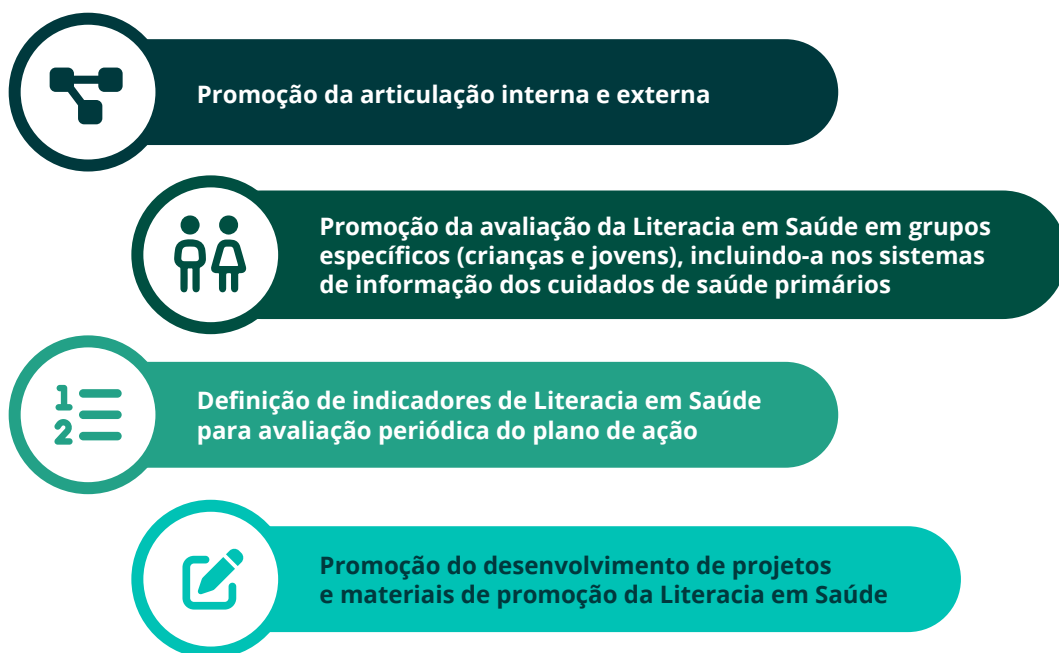 Promoção da articulação interna e externa
Promoção da avaliação da Literacia em Saúde em grupos
específicos (crianças e jovens), incluindo-a nos sistemas
de informação dos cuidados de saúde primários
1
2
Definição de indicadores de Literacia em Saúde
para avaliação periódica do plano de ação
Promoção do desenvolvimento de projetos
e materiais de promoção da Literacia em Saúde